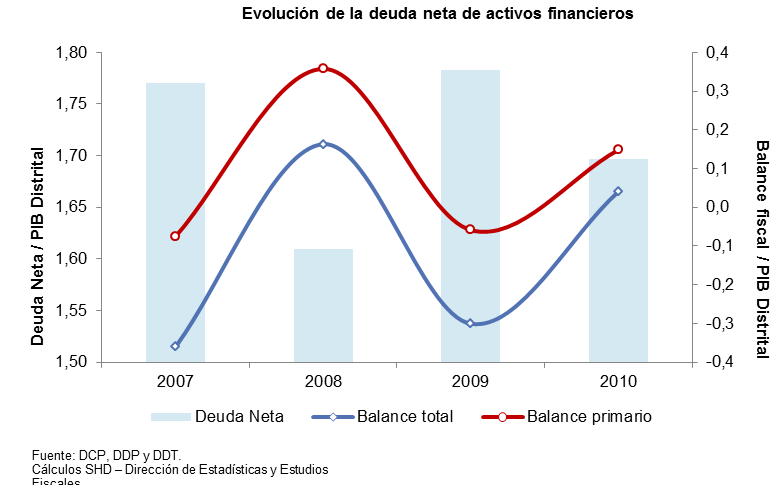 Evolución de la deuda neta de activos financieros
Deuda Neta / PIB Distrital
1,80
1,75
1,70
1,65
1,60
1,55
1,50
0,4
0,3
0,2
0,1
0,0
-0,1
-0,2
-0,3
-0,4
Balance fiscal / PIB Distrital
2007 2008 2009 2010
Deuda Neta Balance total Balance primario
Fuente: DCP, DDP y DDT.
Cálculos SHD – Dirección de Estadísticas y Estudios
Fiscales